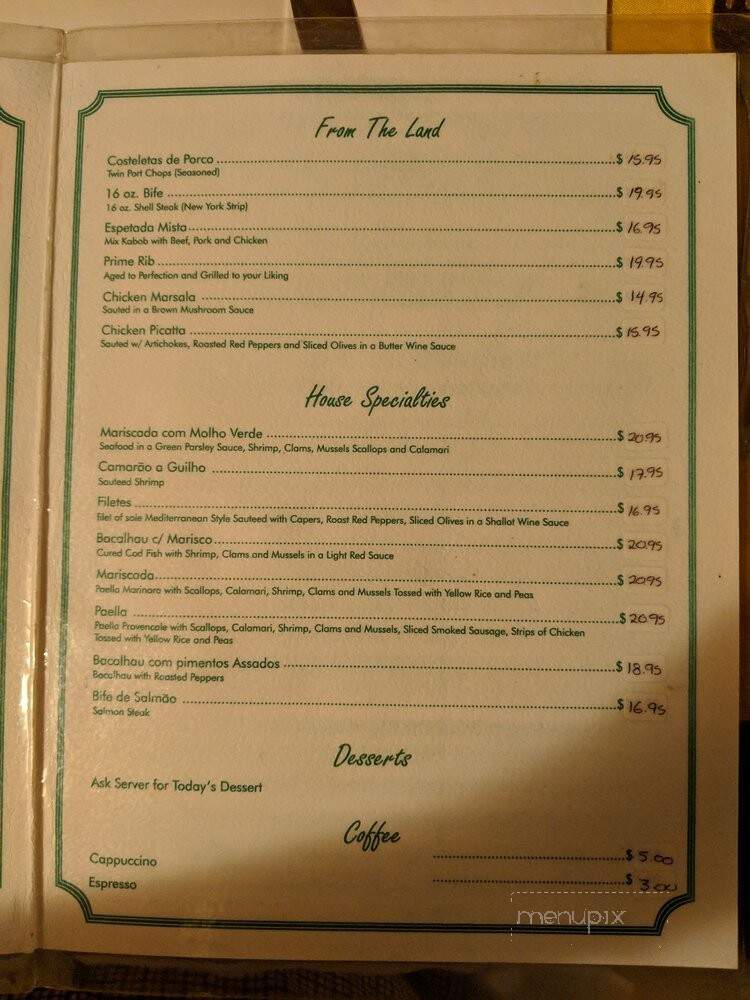 From The Land
Costeletas de Porco $ 15.95
Twin Port Chops (Seasoned)
16 oz. Bife $ 19.95
16 oz. Shell Steak (New York Strip)
Espetada Mista $ 16.95
Mix Kabob with Beef, Pork and Chicken
Prime Rib $ 19.95
Aged to Perfection and Grilled to your Liking
Chicken Marsala $ 14.95
Sauted in a Brown Mushroom Sauce
Chicken Picatta $ 15.95
Sauted w/ Artichokes, Roasted Red Peppers and Sliced Olives in a Butter Wine Sauce
House Specialties
Mariscada com Molho Verde $ 20.95
Seafood in a Green Parsley Sauce, Shrimp, Clams, Mussels Scallops and Calamari
Camarão a Guilho $ 17.95
Sauteed Shrimp
Filetes $ 16.95
Filet of sole Mediterranean Style Sauteed with Capers, Roast Red Peppers, Sliced Olives in a Shallot Wine Sauce
Bacalhau c/ Marisco $ 20.95
Cured Cod Fish with Shrimp, Clams and Mussels in a Light Red Sauce
Mariscada $ 20.95
Paella Marinara with Scallops, Calamari, Shrimp, Clams and Mussels Tossed with Yellow Rice and Peas
Paella $ 20.95
Paella Provencale with Scallops, Calamari, Shrimp, Clams and Mussels, Sliced Smoked Sausage, Strips of Chicken
Tossed with Yellow Rice and Peas
Bacalhau com pimentos Assados $ 18.95
Bacalhau with Roasted Peppers
Bife de Salmão $ 16.95
Salmon Steak
Desserts
Ask Server for Today's Dessert
Coffee
Cappuccino $ 5.00
Espresso $ 3.00
menupix